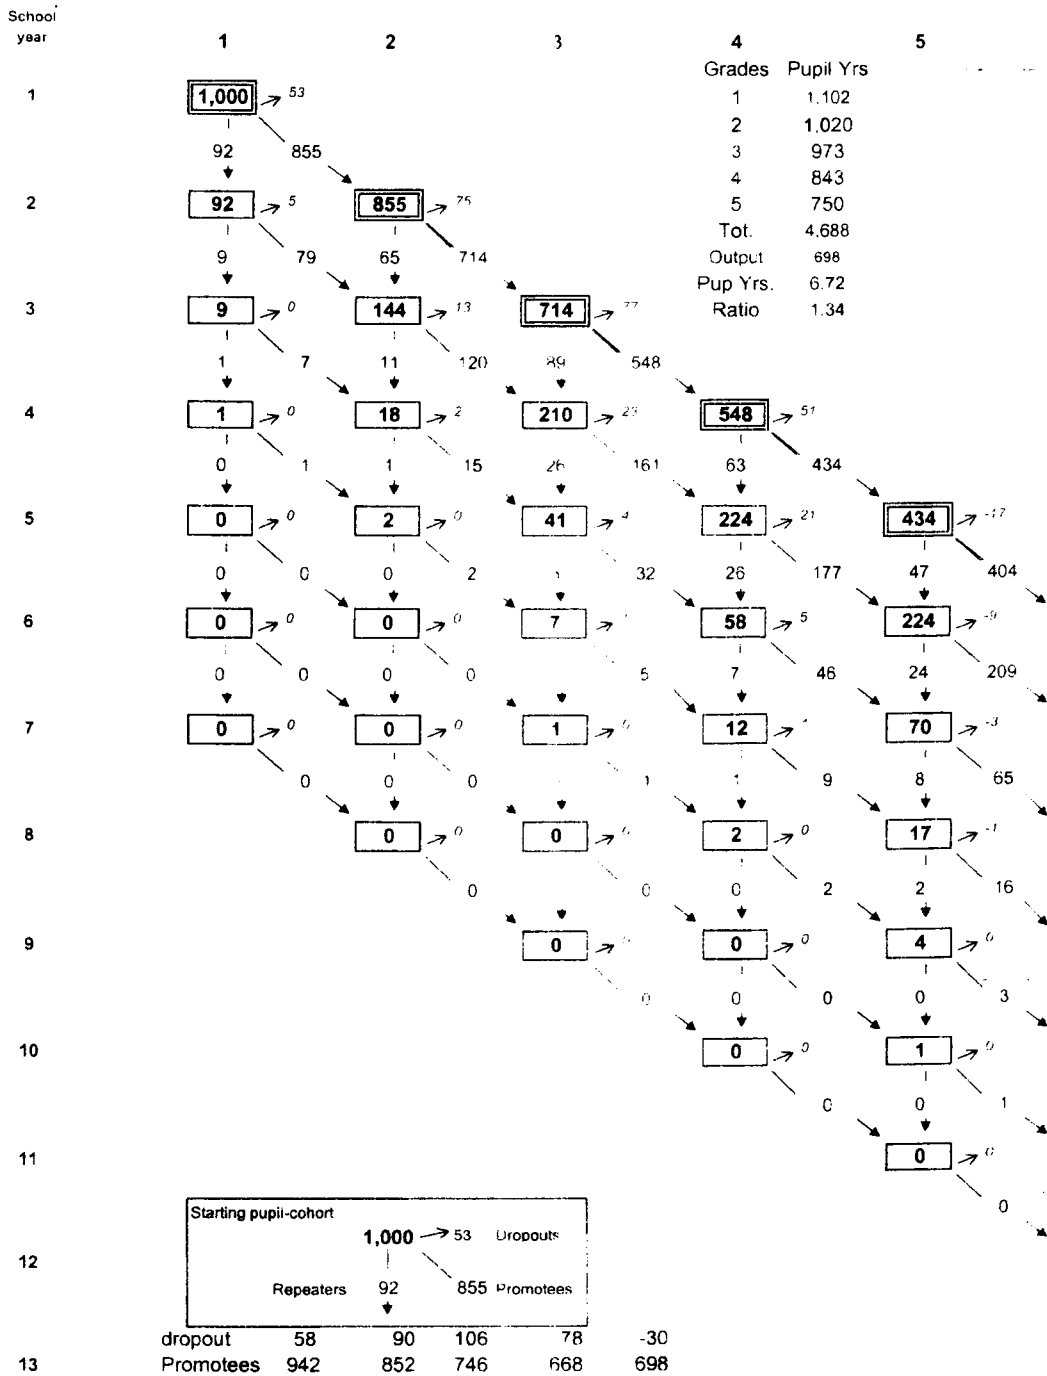 School
year
1 2 3 4 5
Grades Pupil Yrs
1 1,000 53 1 1,102
2 1,020
92 855 3 973
4 843
2 92 5 855 75 5 750
Tot. 4,688
9 79 65 714 Output 698
Pup Yrs. 6.72
3 9 0 144 13 714 77 Ratio 1.34
1 7 11 120 89 548
4 1 0 18 2 210 23 548 51
0 1 1 15 26 161 63 434
5 0 0 2 0 41 4 224 21 434 -17
0 0 0 2 32 26 177 47 404
6 0 0 0 0 7 58 5 224 -9
0 0 0 0 5 7 46 24 209
7 0 0 0 0 1 0 12 70 -3
0 0 0 1 1 9 8 65
8 0 0 0 0 2 0 17 -1
0 0 0 2 2 16
9 0 0 0 4 0
0 0 0 0 3
10 0 0 1 0
0 0 1
11 0 0
0
Starting pupil-cohort
1,000 53 Dropouts
12
Repeaters 92 855 Promotees
dropout 58 90 106 78 -30
13 Promotees 942 852 746 668 698